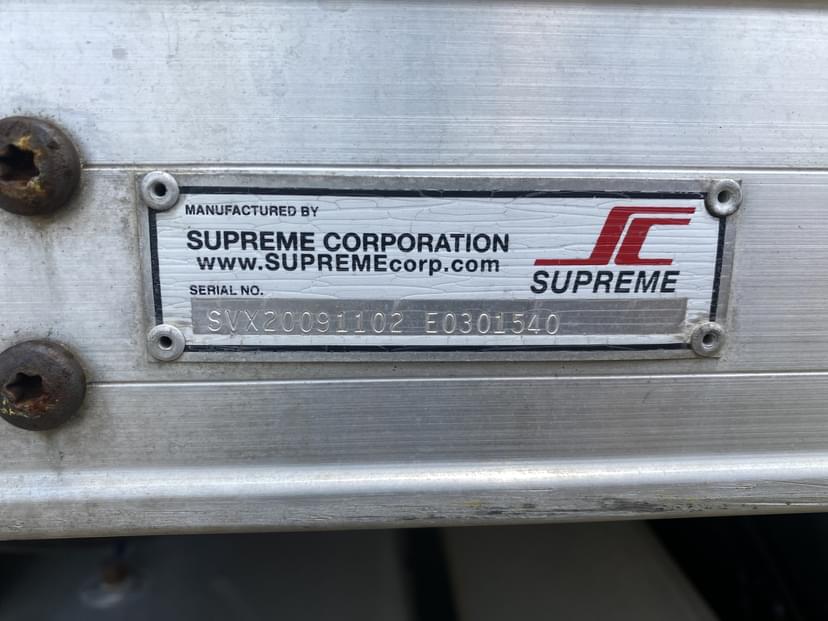 MANUFACTURED BY
SUPREME CORPORATION
www.SUPREMEcorp.com
SERIAL NO.
SVX20091102 E0301540
SC
SUPREME